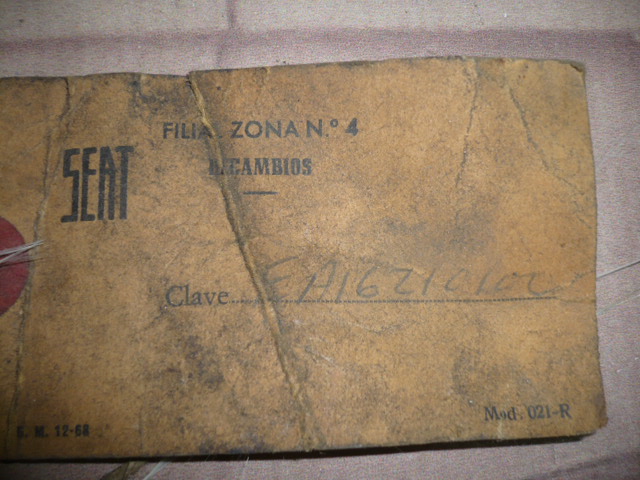 FILIAL ZONA N.º 4
SEAT
RECAMBIOS
Clave
Mod. 021-R
R. M. 12-68